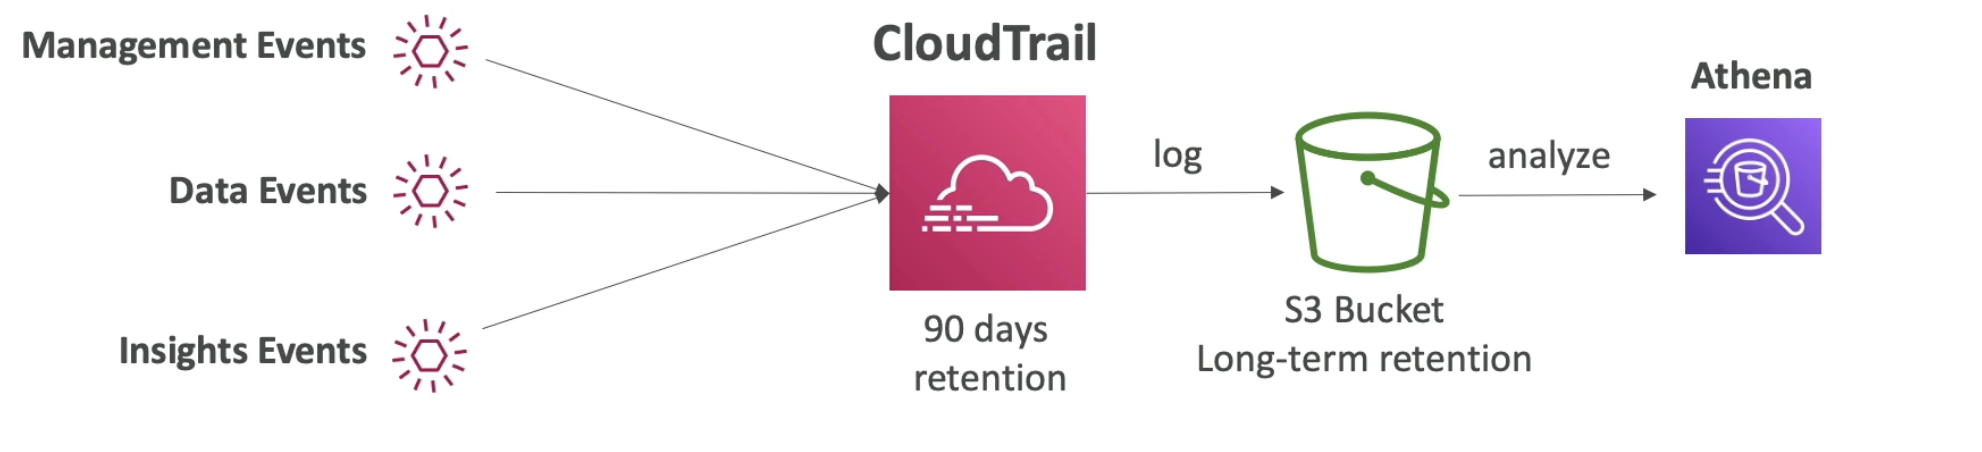 Management Events
Data Events
Insights Events
CloudTrail
90 days
retention
log
S3 Bucket
Long-term retention
analyze
Athena